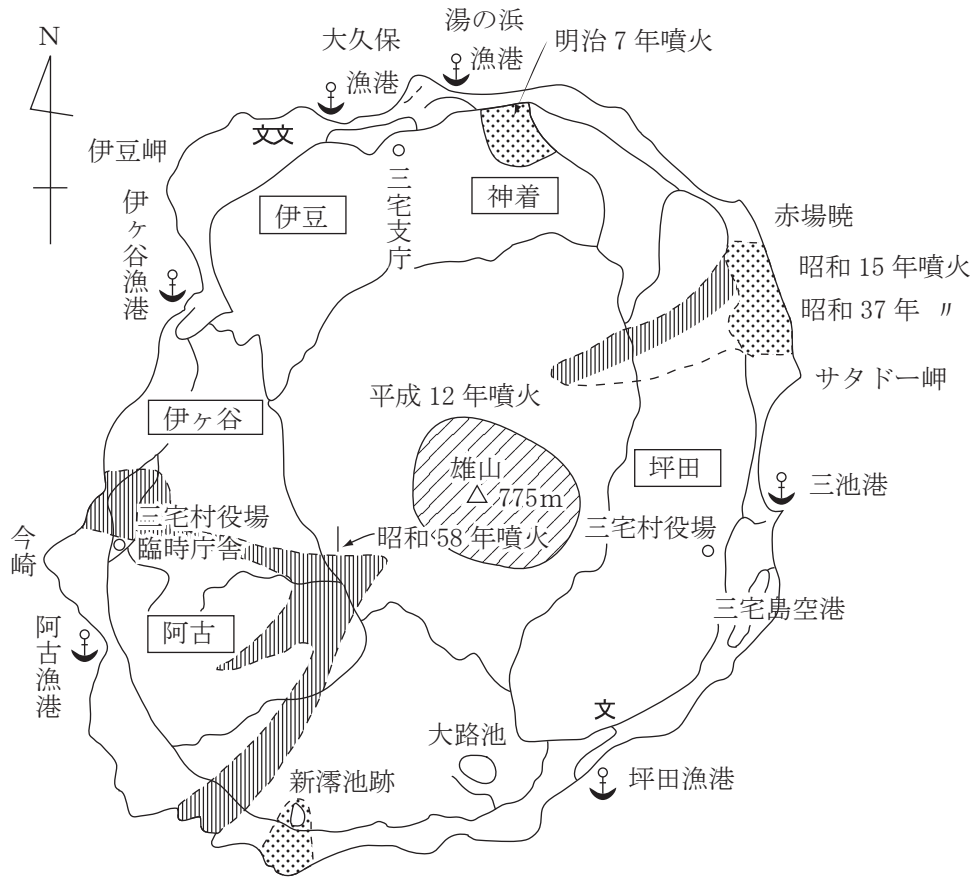 N
大久保
漁港
湯の浜
漁港
明治7年噴火
文文
伊豆岬
伊豆
三宅支庁
神着
伊ヶ谷漁港
赤場暁
昭和15年噴火
昭和37年 〃
サタドー岬
平成12年噴火
伊ヶ谷
雄山
775m
坪田
三池港
三宅村役場
臨時庁舎
昭和58年噴火
三宅村役場
今崎
三宅島空港
阿古
阿古漁港
文
大路池
新澪池跡
坪田漁港